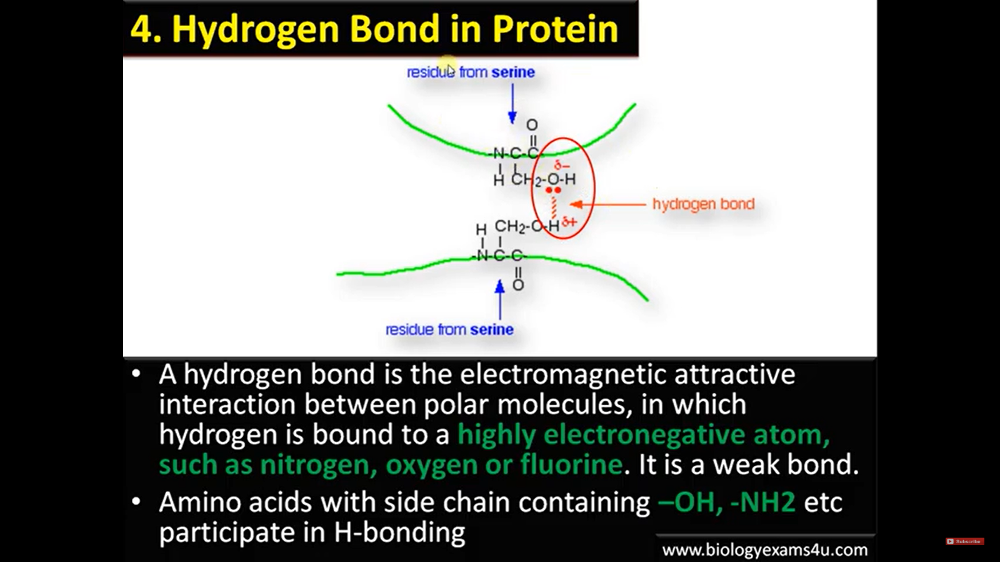 4. Hydrogen Bond in Protein
residue from serine
O
-N-C-C-
δ–
H CH2-O-H
hydrogen bond
H CH2-O-H δ+
-N-C-C-
O
residue from serine
• A hydrogen bond is the electromagnetic attractive
interaction between polar molecules, in which
hydrogen is bound to a highly electronegative atom,
such as nitrogen, oxygen or fluorine. It is a weak bond.
• Amino acids with side chain containing –OH, -NH2 etc
participate in H-bonding
www.biologyexams4u.com
Subscribe